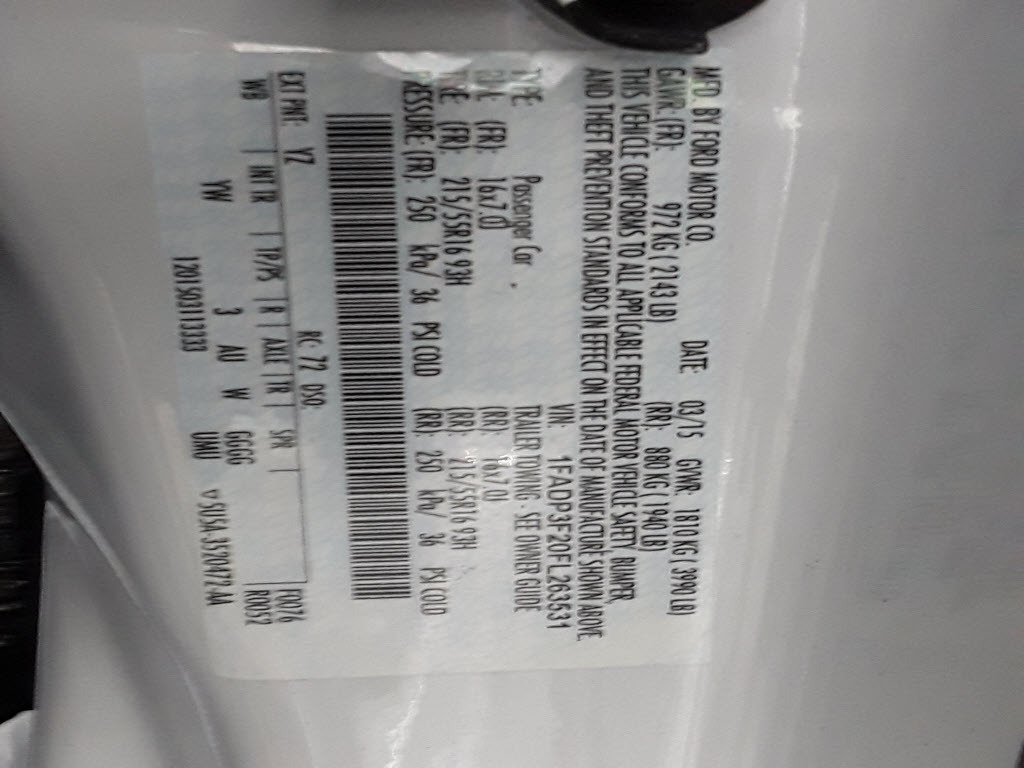 MFD. BY FORD MOTOR CO.
DATE 03/15 GVWR: 1810 KG ( 3990 LB)
GAWR: FR): 972 KG ( 2143 LB) (RR): 880 KG ( 1940 LB)
THIS VEHICLE CONFORMS TO ALL APPLICABLE FEDERAL MOTOR VEHICLE SAFETY, BUMPER,
AND THEFT PREVENTION STANDARDS IN EFFECT ON THE DATE OF MANUFACTURE SHOWN ABOVE.
VIN: 1FADP3F20FL263531
TYPE: Passenger Car . TRAILER TOWING - SEE OWNER GUIDE
(FR): 16x7.0J (RR): 16x7.0J
(FR): 215/55R16 93H (RR): 215/55R16 93H
PRESSURE: (FR): 250 kPa/ 36 PSI COLD (RR): 250 kPa/ 36 PSI COLD
EXT PNT: YZ RC: 72 DSO: F0076
WB INT TR TP/PS R AXLE TR SPR R0052
YW 3 AU W GGGG
120150311333 UMU